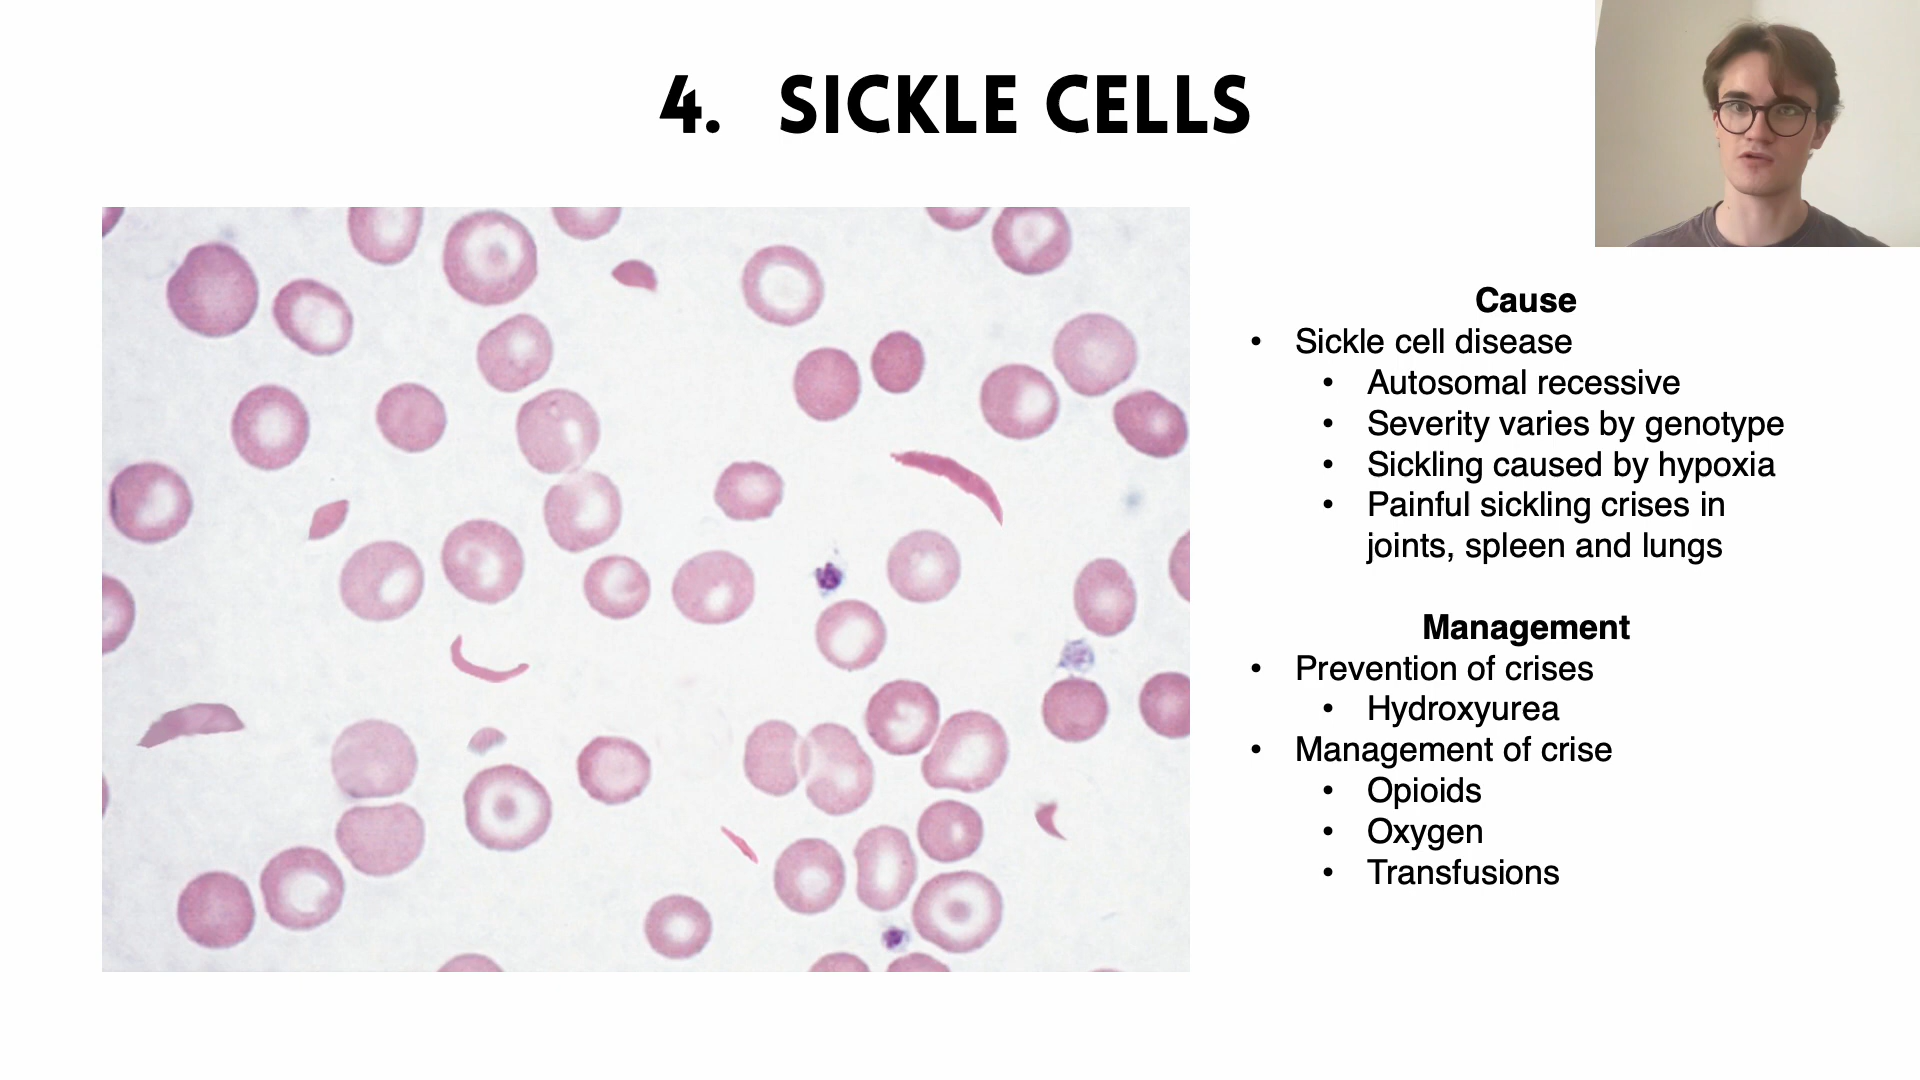 4. SICKLE CELLS
Cause
• Sickle cell disease
• Autosomal recessive
• Severity varies by genotype
• Sickling caused by hypoxia
• Painful sickling crises in
joints, spleen and lungs
Management
• Prevention of crises
• Hydroxyurea
• Management of crise
• Opioids
• Oxygen
• Transfusions